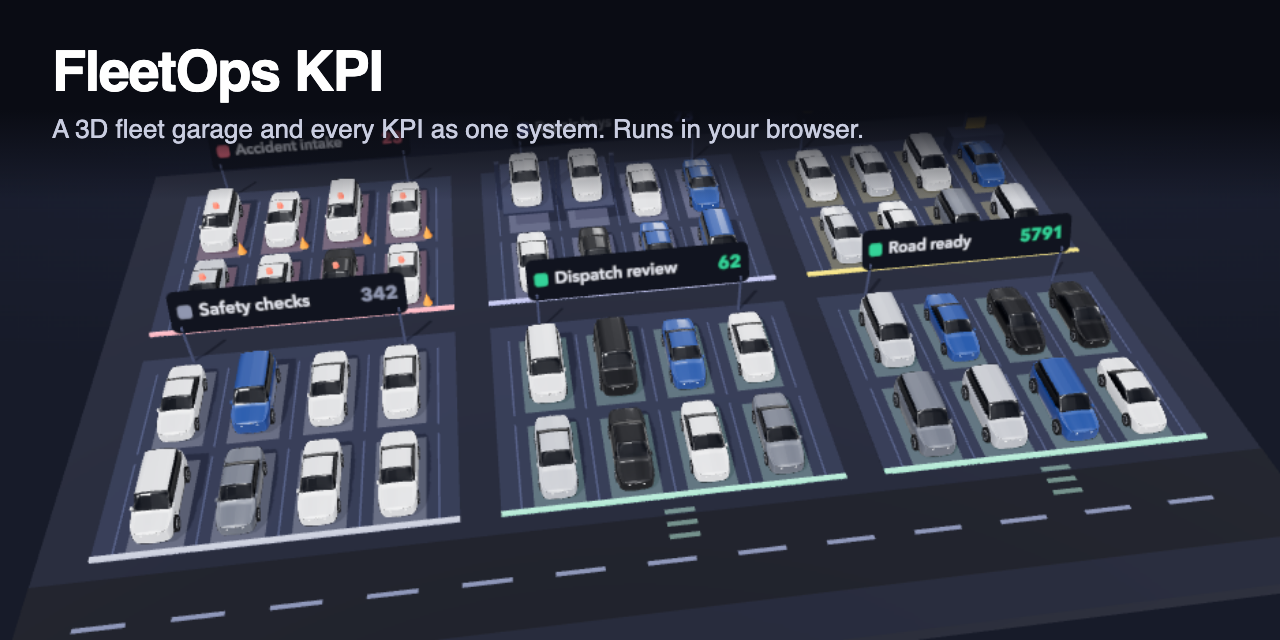 FleetOps KPI
A 3D fleet garage and every KPI as one system. Runs in your browser.
Accident intake
Safety checks 342
Dispatch review 62
Road ready 5791